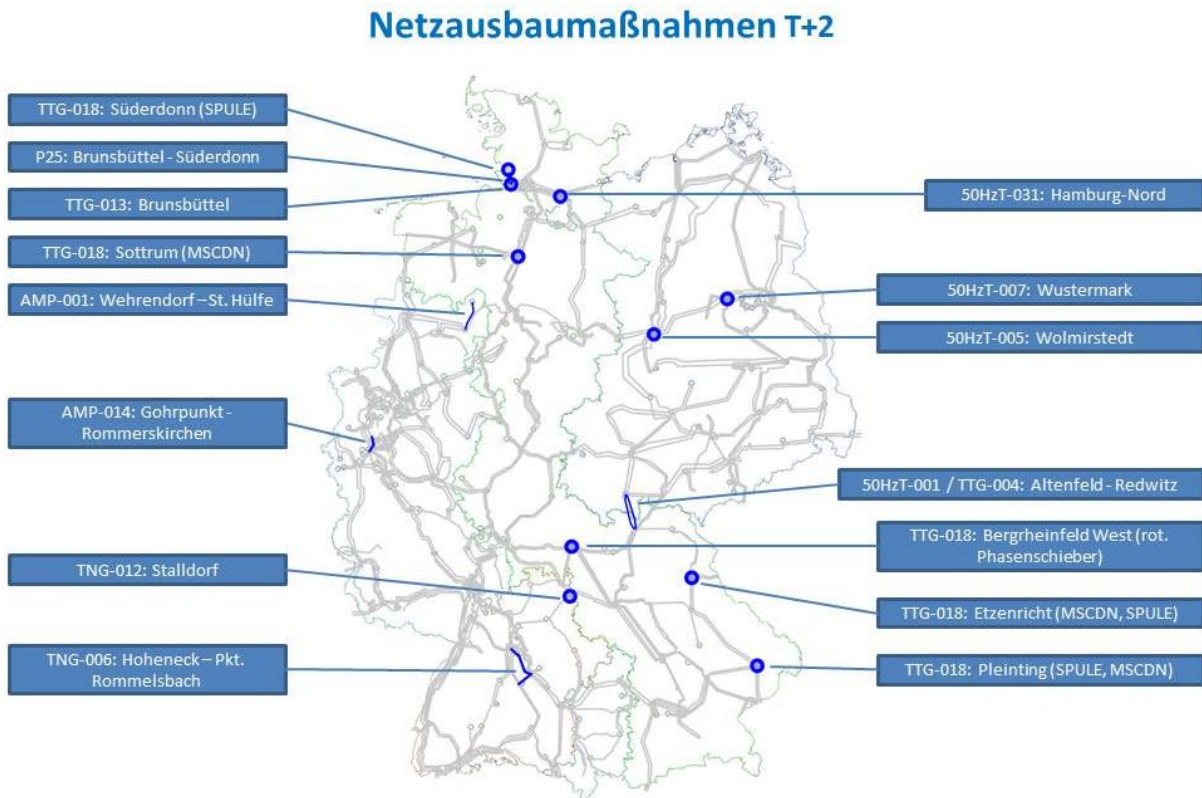 Netzausbaumaßnahmen T+2
TTG-018: Süderdonn (SPULE)
P25: Brunsbüttel - Süderdonn
TTG-013: Brunsbüttel
TTG-018: Sottrum (MSCDN)
AMP-001: Wehrendorf – St. Hülfe
AMP-014: Gohrpunkt -
Rommerskirchen
TNG-012: Stalldorf
TNG-006: Hoheneck – Pkt.
Rommelsbach
50HzT-031: Hamburg-Nord
50HzT-007: Wustermark
50HzT-005: Wolmirstedt
50HzT-001 / TTG-004: Altenfeld - Redwitz
TTG-018: Bergrheinfeld West (rot.
Phasenschieber)
TTG-018: Etzenricht (MSCDN, SPULE)
TTG-018: Pleinting (SPULE, MSCDN)